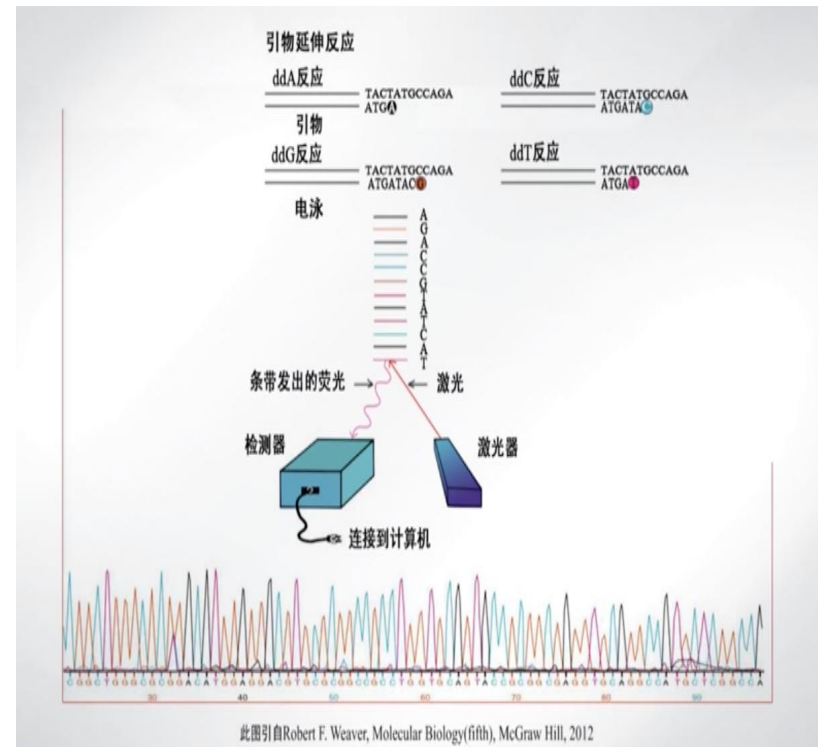 引物延伸反应
ddA反应
TACTATGCCAGA
ATGA
引物
ddC反应
TACTATGCCAGA
ATGATAC
ddG反应
TACTATGCCAGA
ATGATACG
ddT反应
TACTATGCCAGA
ATGAT
电泳
A
G
A
C
C
G
T
A
T
C
A
T
条带发出的荧光
激光
检测器
激光器
连接到计算机
30 40 50 60 70 80 90
此图引自Robert F. Weaver, Molecular Biology(fifth), McGraw Hill, 2012